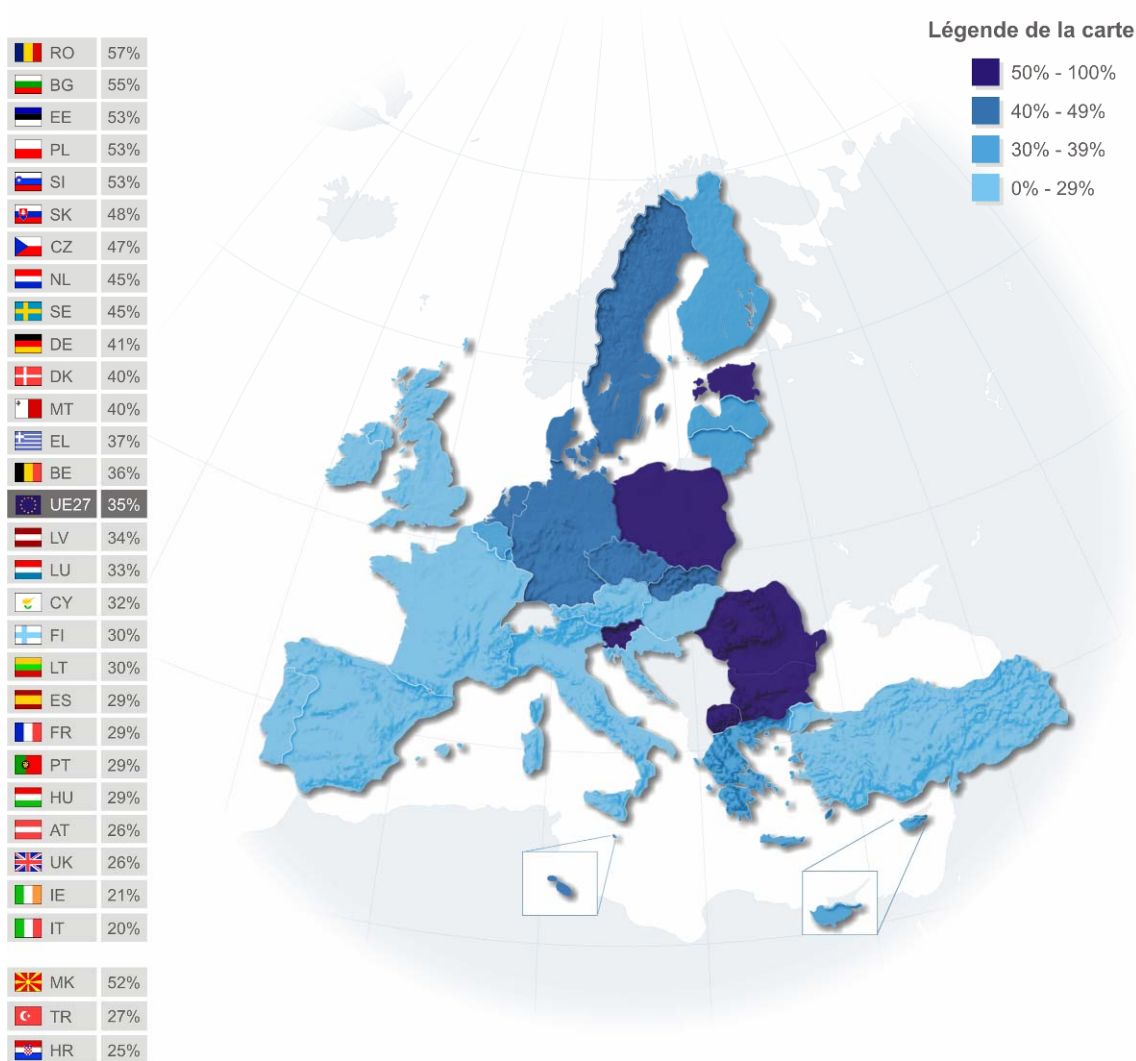 Légende de la carte
50% - 100%
40% - 49%
30% - 39%
0% - 29%
RO 57%
BG 55%
EE 53%
PL 53%
SI 53%
SK 48%
CZ 47%
NL 45%
SE 45%
DE 41%
DK 40%
MT 40%
EL 37%
BE 36%
UE27 35%
LV 34%
LU 33%
CY 32%
FI 30%
LT 30%
ES 29%
FR 29%
PT 29%
HU 29%
AT 26%
UK 26%
IE 21%
IT 20%
MK 52%
TR 27%
HR 25%